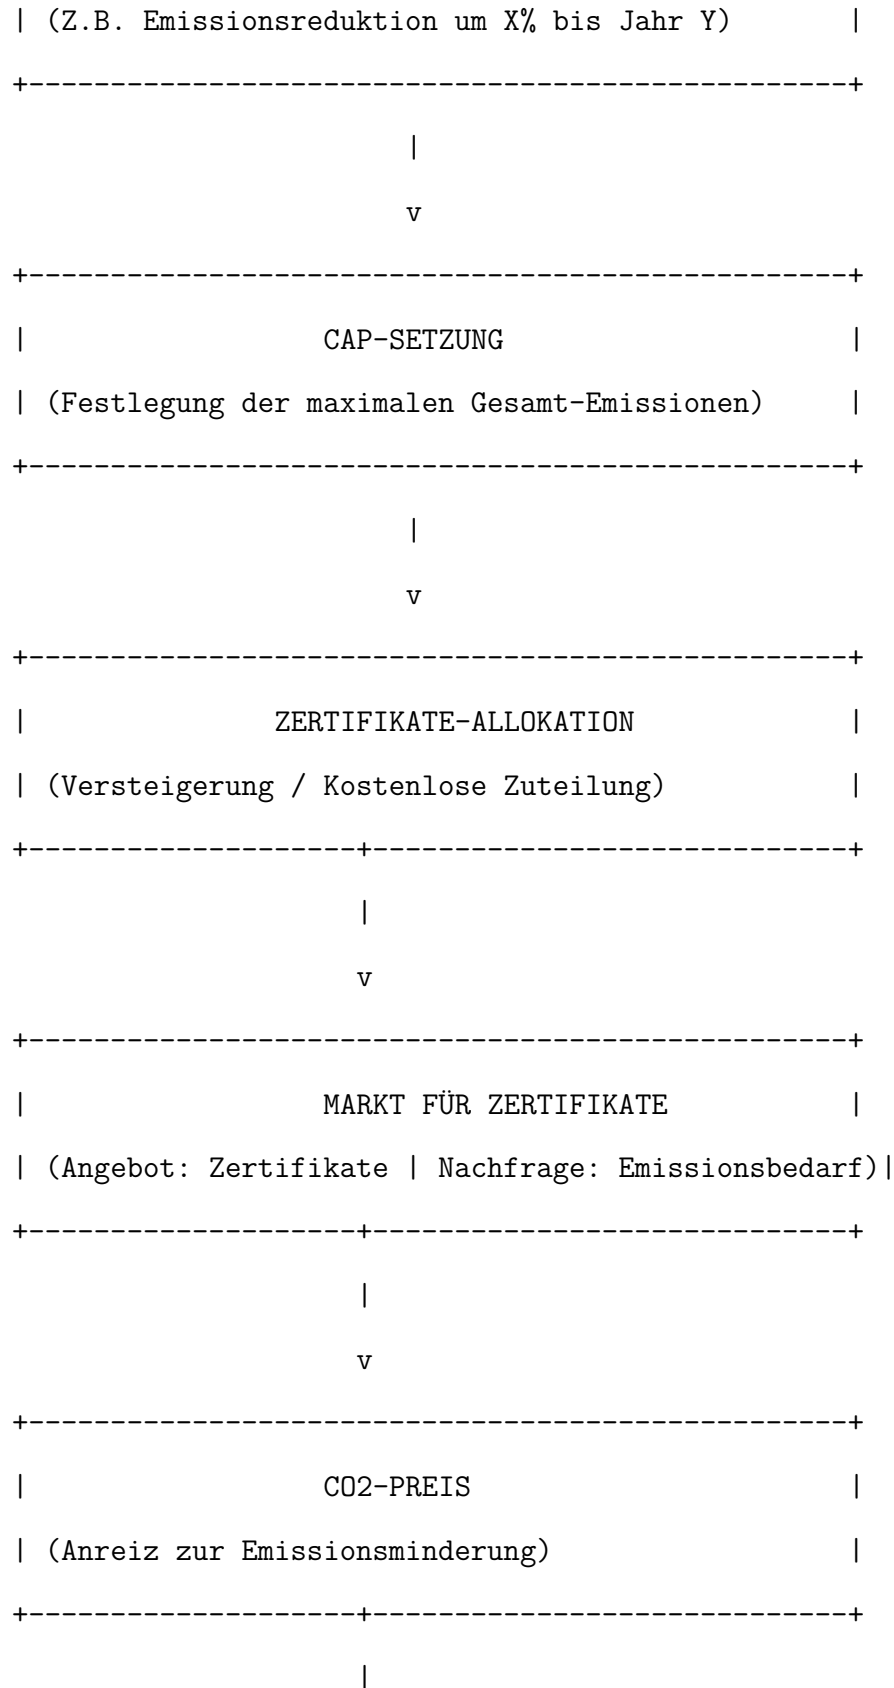 | (Z.B. Emissionsreduktion um X% bis Jahr Y)       |
+--------------------------------------------------+
                        |
                        v
+--------------------------------------------------+
|                  CAP-SETZUNG                     |
| (Festlegung der maximalen Gesamt-Emissionen)     |
+--------------------------------------------------+
                        |
                        v
+--------------------------------------------------+
|               ZERTIFIKATE-ALLOKATION             |
| (Versteigerung / Kostenlose Zuteilung)           |
+--------------------+-----------------------------+
                     |
                     v
+--------------------------------------------------+
|                  MARKT FÜR ZERTIFIKATE           |
| (Angebot: Zertifikate | Nachfrage: Emissionsbedarf)|
+--------------------+-----------------------------+
                     |
                     v
+--------------------------------------------------+
|                  CO2-PREIS                       |
| (Anreiz zur Emissionsminderung)                  |
+--------------------+-----------------------------+
                     |